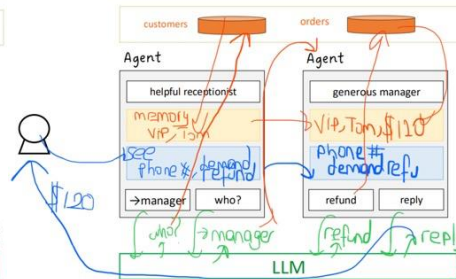 customers
orders
Agent
Agent
helpful receptionist
generous manager
memory
VIP, Tom
VIP, Tom, $120
see
phone #, demand
refund
phone #
demand refu
→manager
who?
refund
reply
$120
who?
→manager
refund
reply
LLM